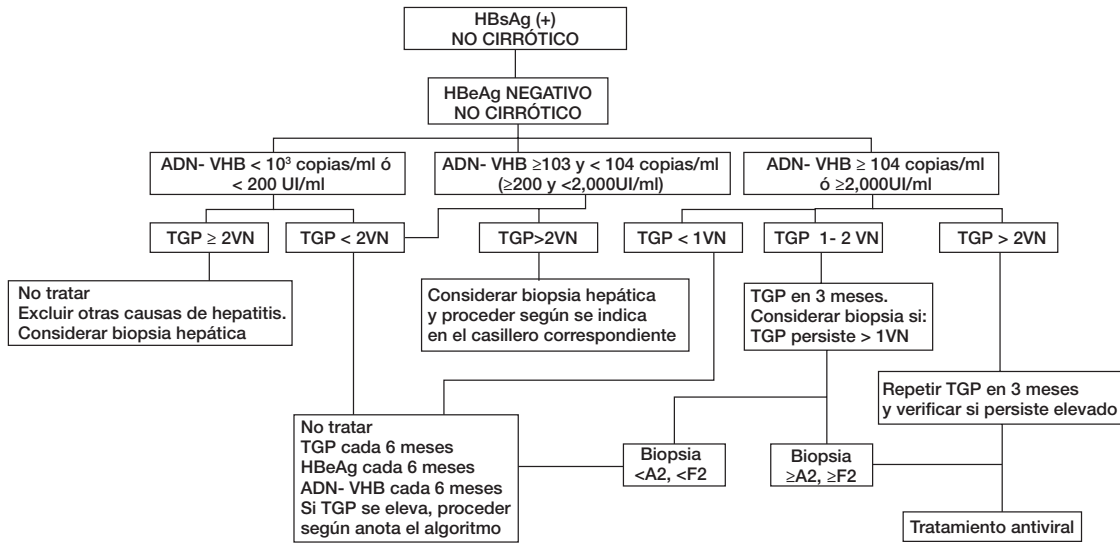 HBsAg (+)
NO CIRRÓTICO
HBeAg NEGATIVO
NO CIRRÓTICO
ADN- VHB < 10³ copias/ml ó
< 200 UI/ml
ADN- VHB ≥103 y < 104 copias/ml
(≥200 y <2,000UI/ml)
ADN- VHB ≥ 104 copias/ml
ó ≥2,000UI/ml
TGP ≥ 2VN
TGP < 2VN
TGP>2VN
TGP < 1VN
TGP 1- 2 VN
TGP > 2VN
No tratar
Excluir otras causas de hepatitis.
Considerar biopsia hepática
Considerar biopsia hepática
y proceder según se indica
en el casillero correspondiente
TGP en 3 meses.
Considerar biopsia si:
TGP persiste > 1VN
Repetir TGP en 3 meses
y verificar si persiste elevado
No tratar
TGP cada 6 meses
HBeAg cada 6 meses
ADN- VHB cada 6 meses
Si TGP se eleva, proceder
según anota el algoritmo
Biopsia
<A2, <F2
Biopsia
≥A2, ≥F2
Tratamiento antiviral